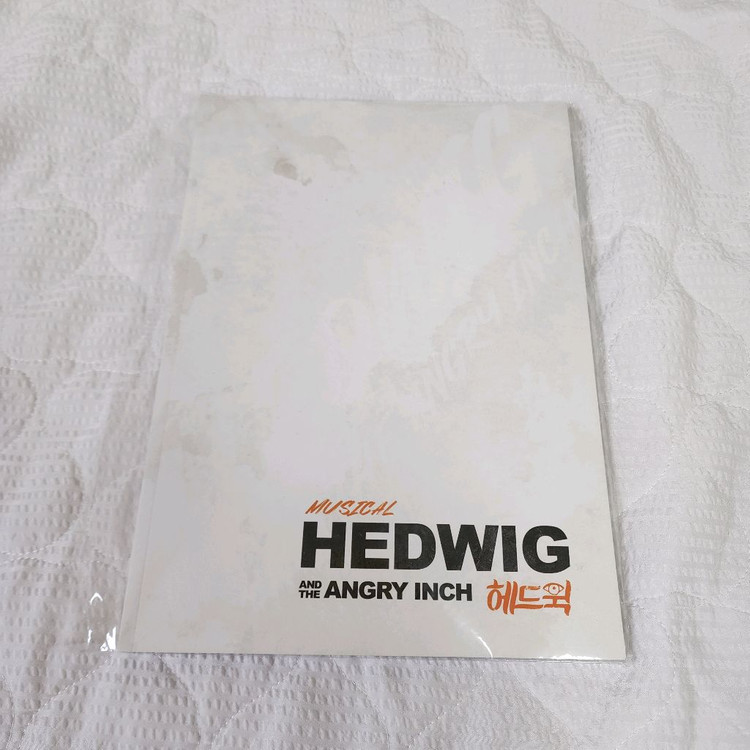 MUSICAL
HEDWIG
AND THE ANGRY INCH 헤드윅